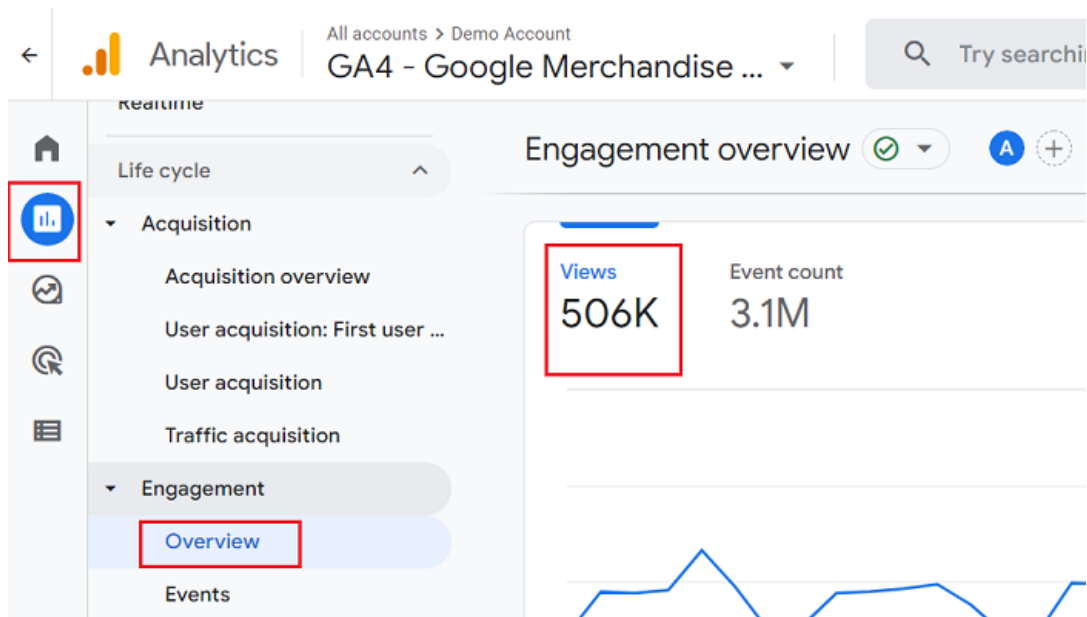 All accounts > Demo Account
Analytics
GA4 - Google Merchandise ...
Try searchin
Realtime
Life cycle
Acquisition
Acquisition overview
User acquisition: First user ...
User acquisition
Traffic acquisition
Engagement
Overview
Events
Engagement overview
A
Views
506K
Event count
3.1M